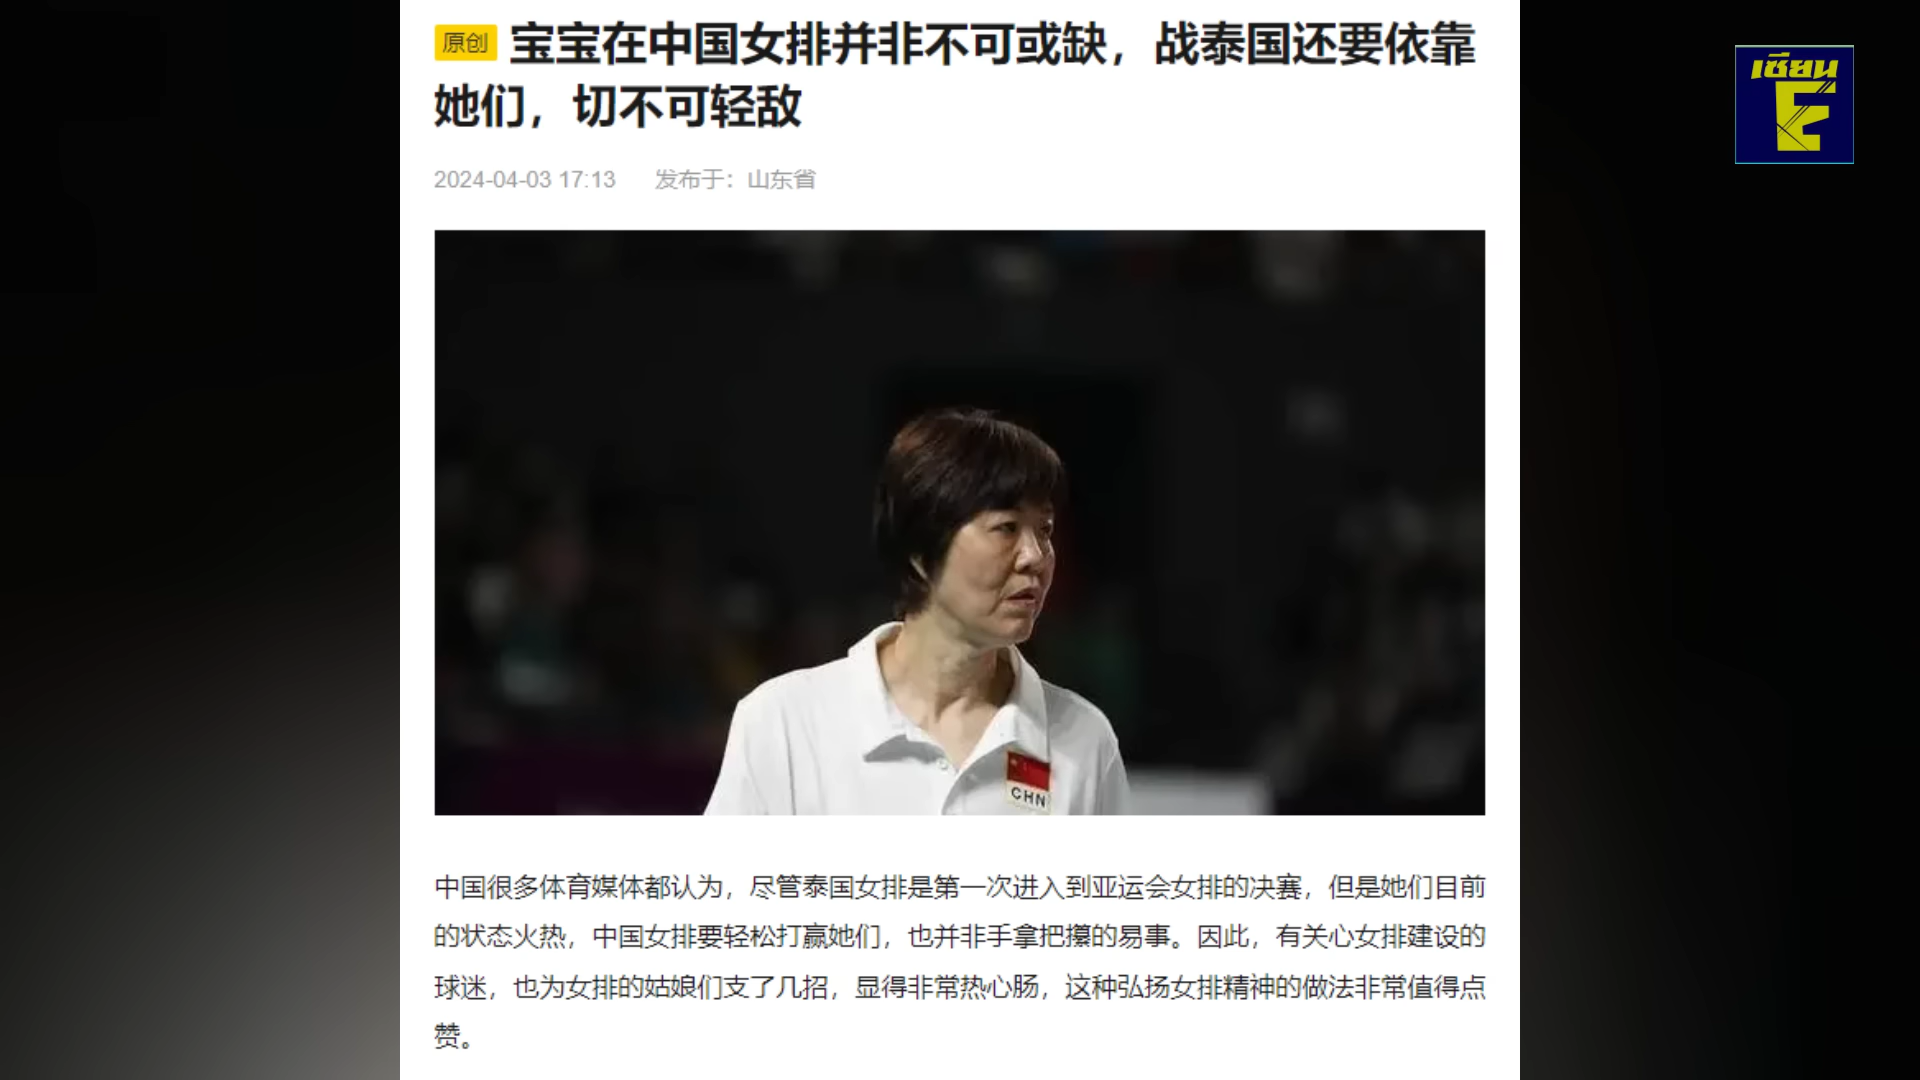 原创 宝宝在中国女排并非不可或缺，战泰国还要依靠
她们，切不可轻敌
2024-04-03 17:13 发布于：山东省
เซียน
E
CHN
中国很多体育媒体都认为，尽管泰国女排是第一次进入到亚运会女排的决赛，但是她们目前
的状态火热，中国女排要轻松打赢她们，也并非手拿把攥的易事。因此，有关心女排建设的
球迷，也为女排的姑娘们支了几招，显得非常热心肠，这种弘扬女排精神的做法非常值得点
赞。